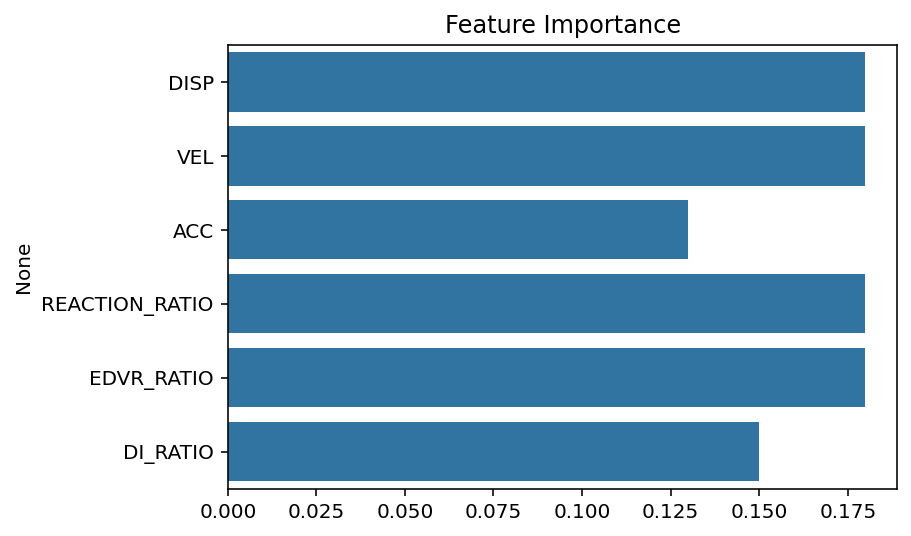 Feature Importance
DISP
VEL
ACC
REACTION_RATIO
EDVR_RATIO
DI_RATIO
None
0.000 0.025 0.050 0.075 0.100 0.125 0.150 0.175